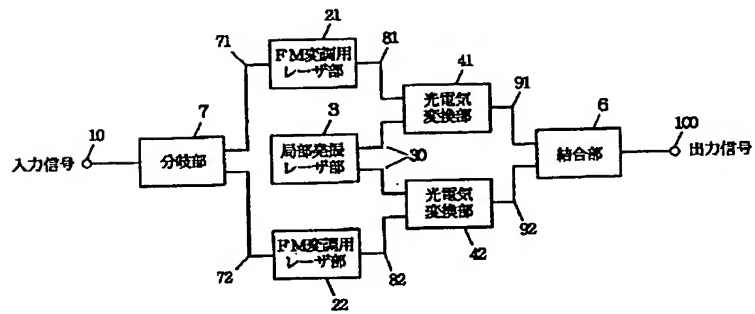 21
71
FM変調用
レーザ部
81
41
光電気
変換部
91
7
3
6
100
10
入力信号
分岐部
局部発振
レーザ部
30
結合部
出力信号
光電気
変換部
92
42
72
FM変調用
レーザ部
82
22